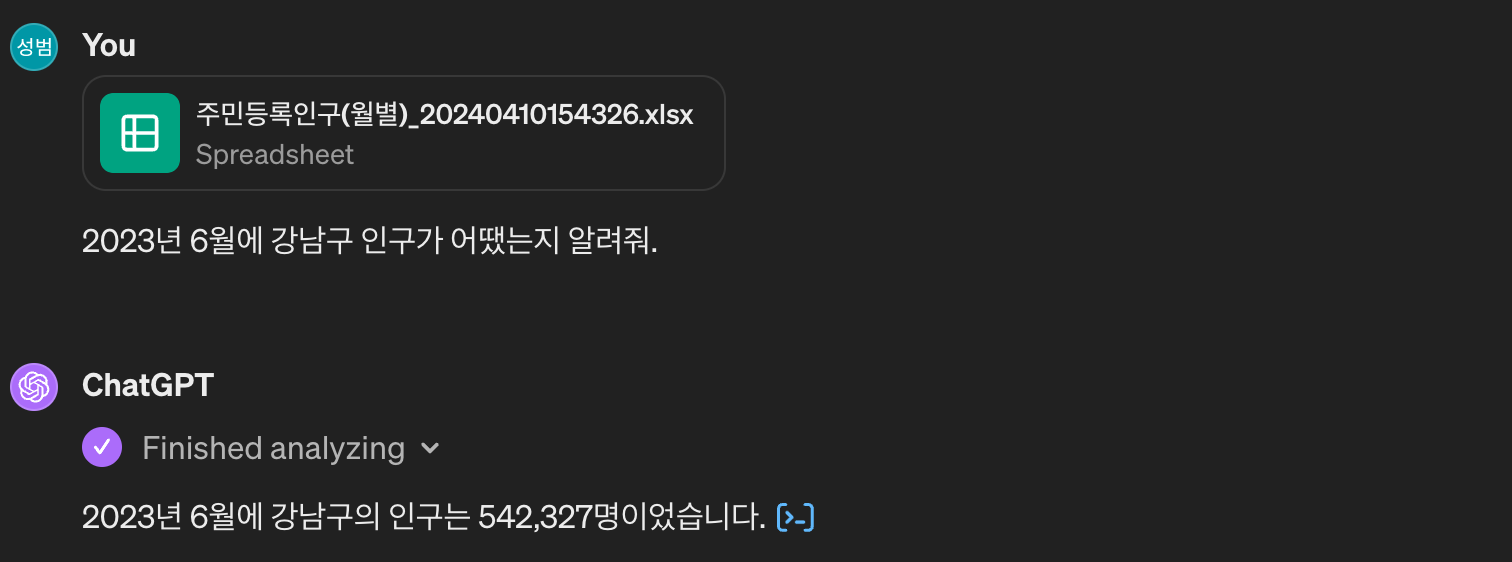 성범
You
주민등록인구(월별)_20240410154326.xlsx
Spreadsheet
2023년 6월에 강남구 인구가 어땠는지 알려줘.
ChatGPT
Finished analyzing
2023년 6월에 강남구의 인구는 542,327명이었습니다.